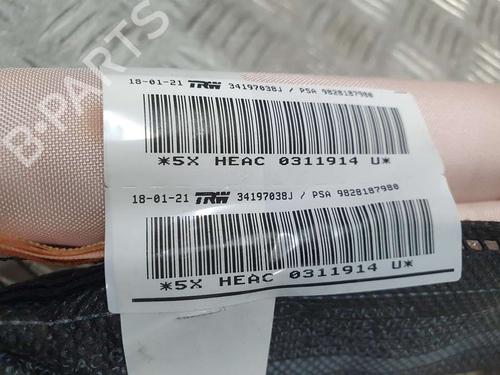 18-01-21 TRW 34197038J / PSA 9828187980
*5X HEAC 0311914 U*
18-01-21 TRW 34197038J / PSA 9828187980
*5X HEAC 0311914 U*
B-PARTS